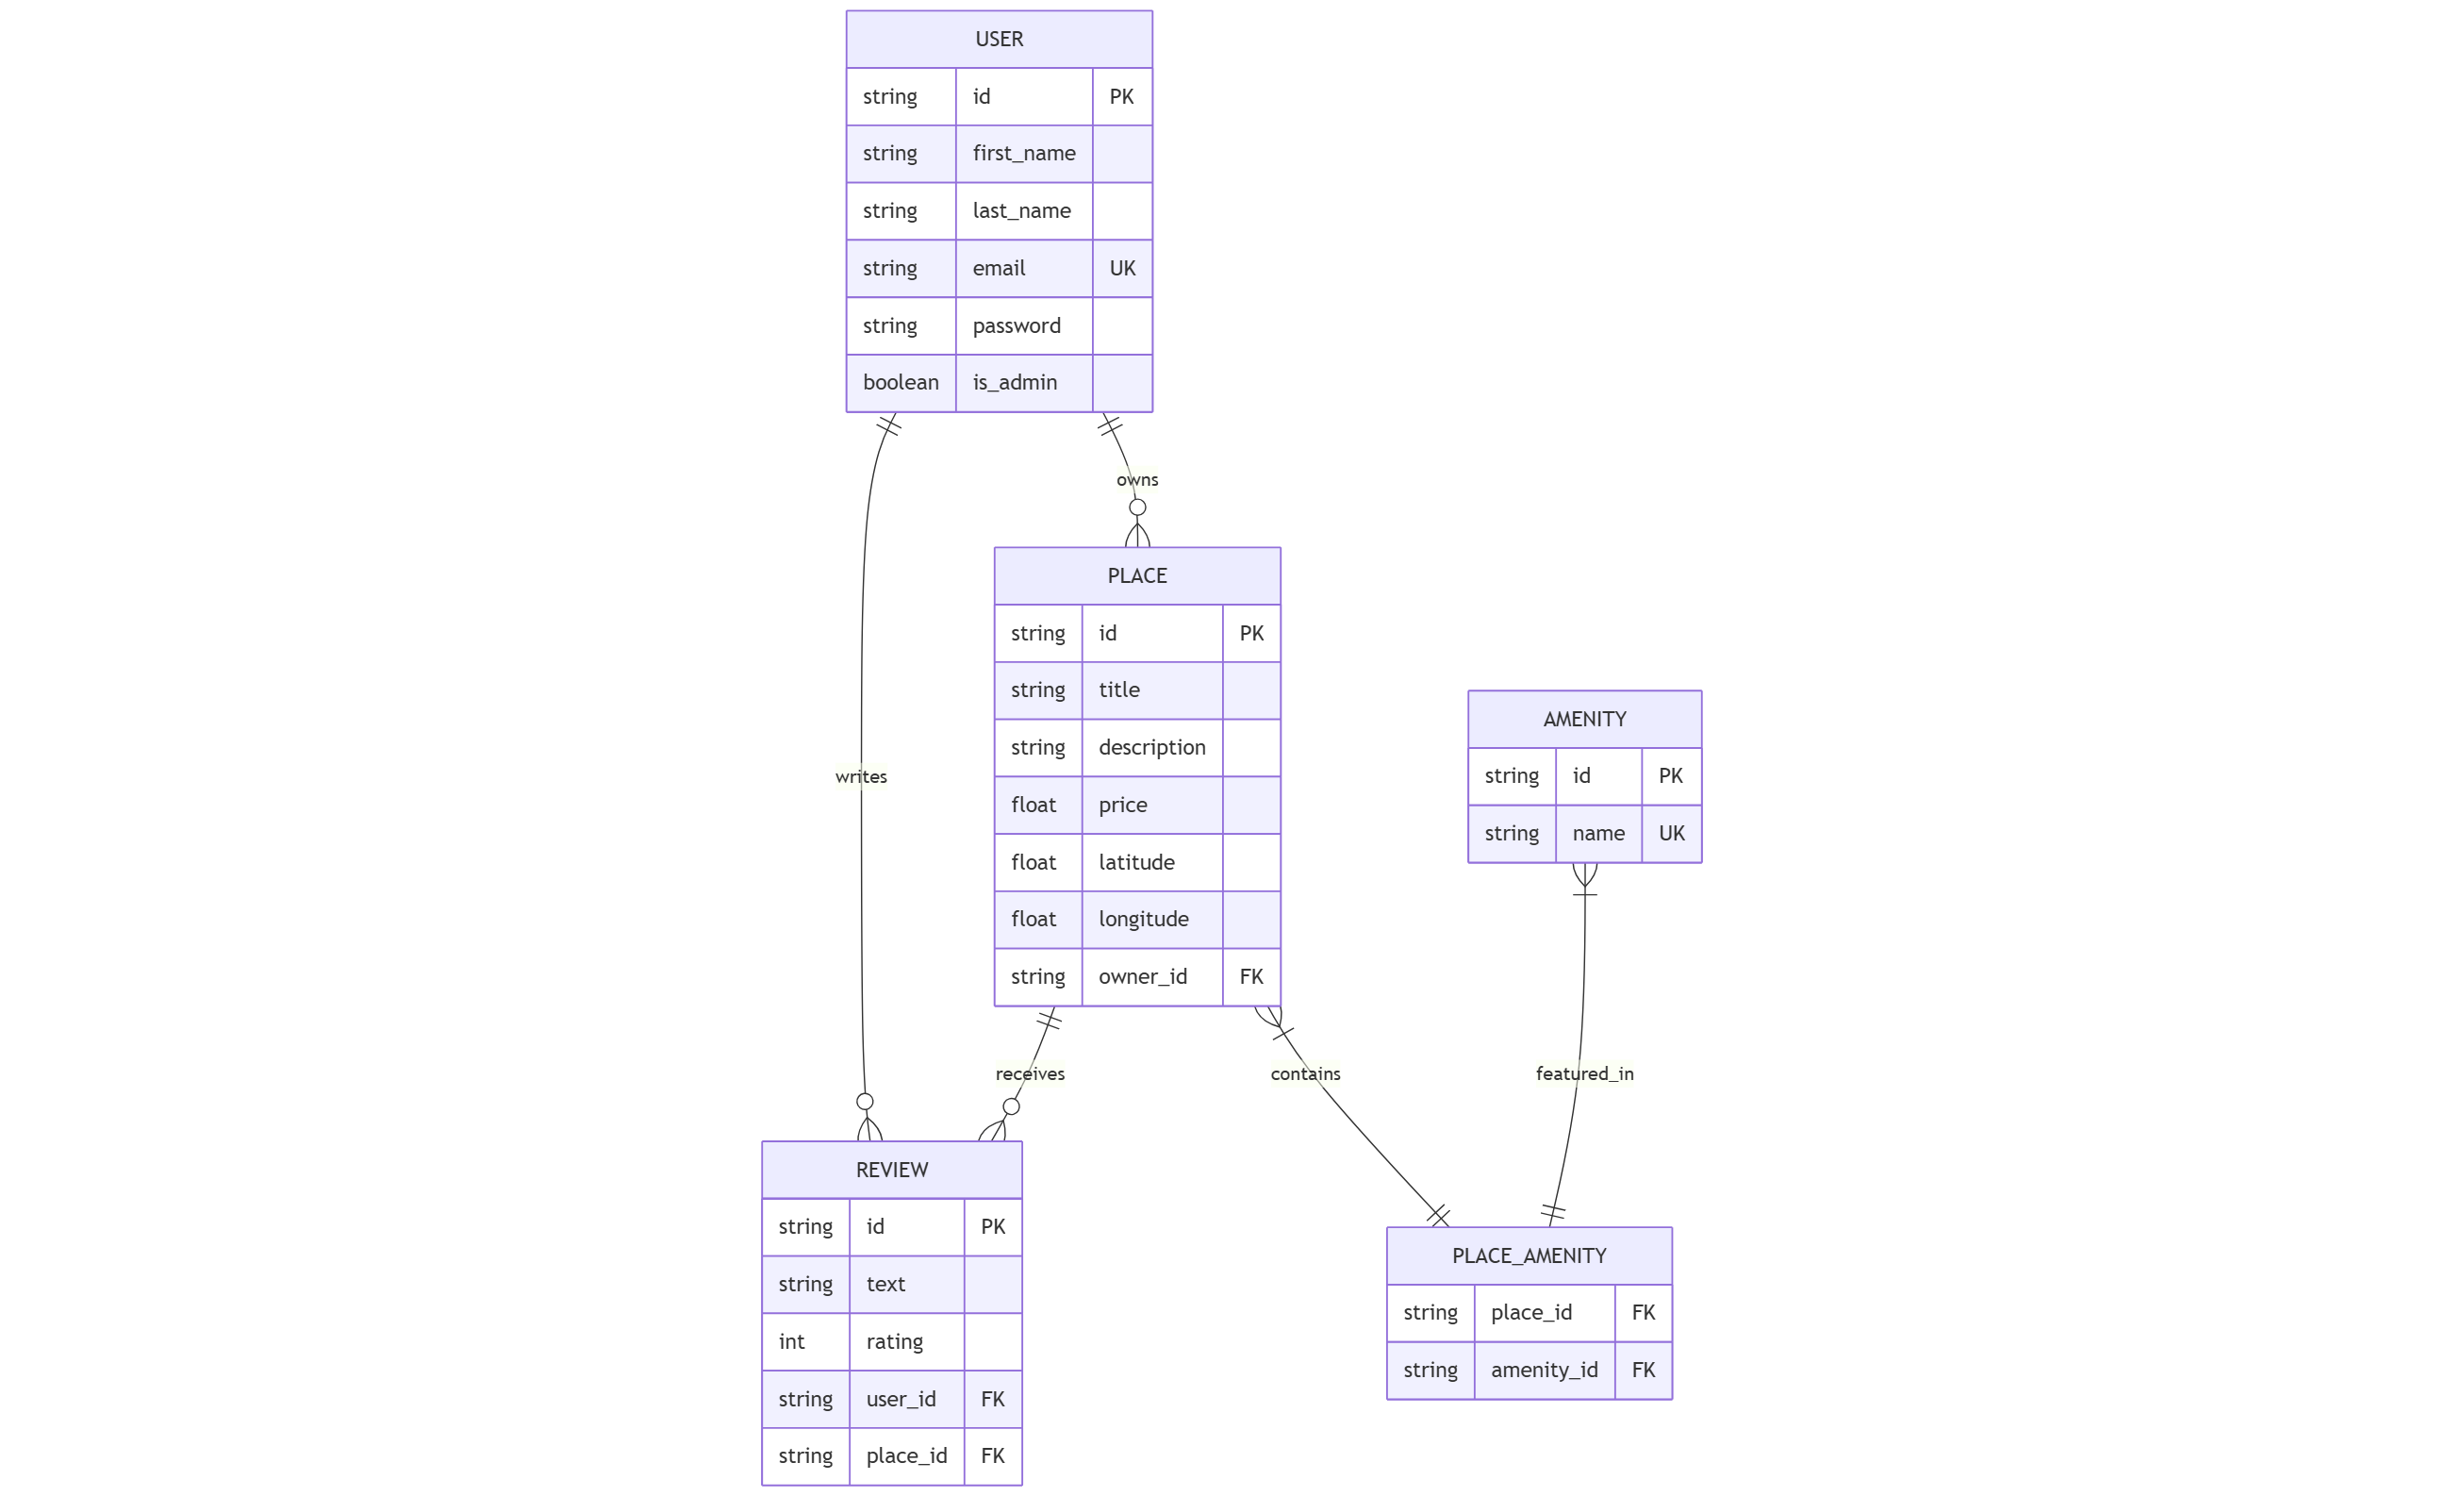 USER
string id PK
string first_name
string last_name
string email UK
string password
boolean is_admin
owns
PLACE
string id PK
string title
string description
float price
float latitude
float longitude
string owner_id FK
AMENITY
string id PK
string name UK
writes
receives
contains
featured_in
REVIEW
string id PK
string text
int rating
string user_id FK
string place_id FK
PLACE_AMENITY
string place_id FK
string amenity_id FK